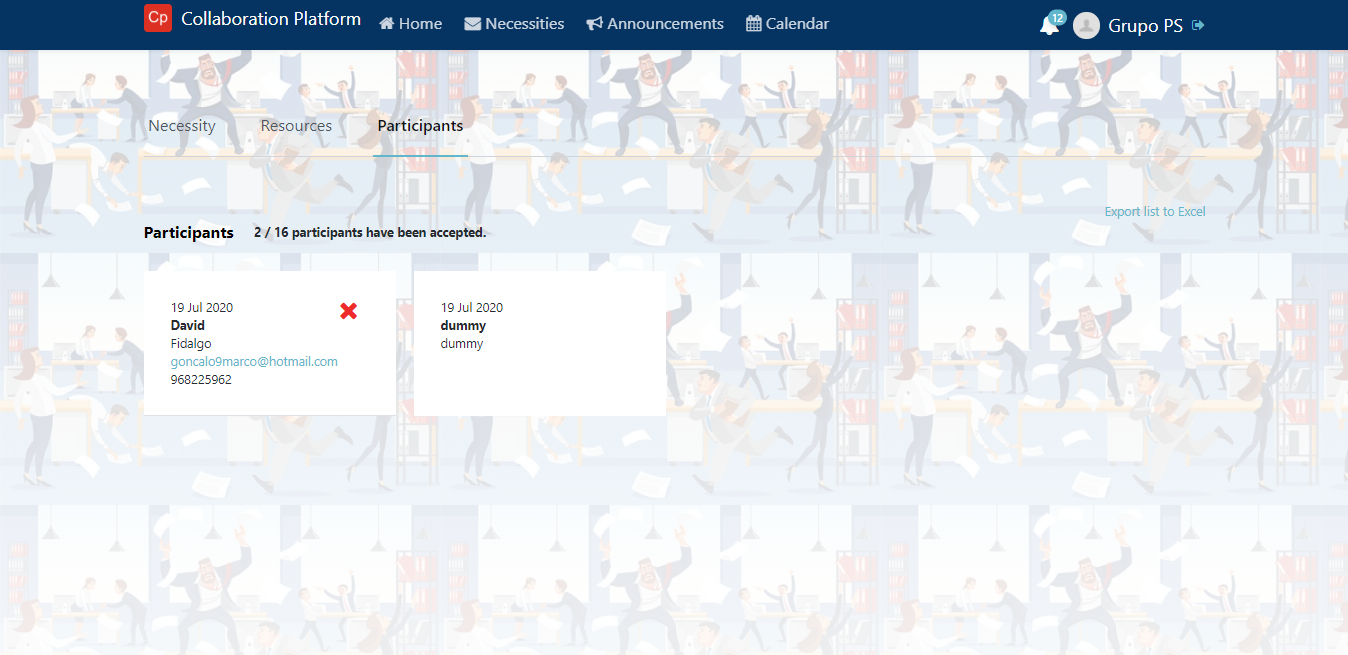 Cp Collaboration Platform Home Necessities Announcements Calendar 12 Grupo PS
Necessity Resources Participants
Export list to Excel
Participants 2 / 16 participants have been accepted.
19 Jul 2020
David
Fidalgo
goncalo9marco@hotmail.com
968225962
19 Jul 2020
dummy
dummy